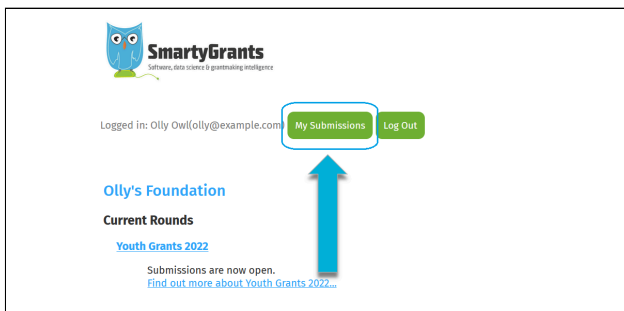 SmartyGrants
Software, data science & grantmaking intelligence
Logged in: Olly Owl(olly@example.com) My Submissions Log Out
Olly's Foundation
Current Rounds
Youth Grants 2022
Submissions are now open.
Find out more about Youth Grants 2022...